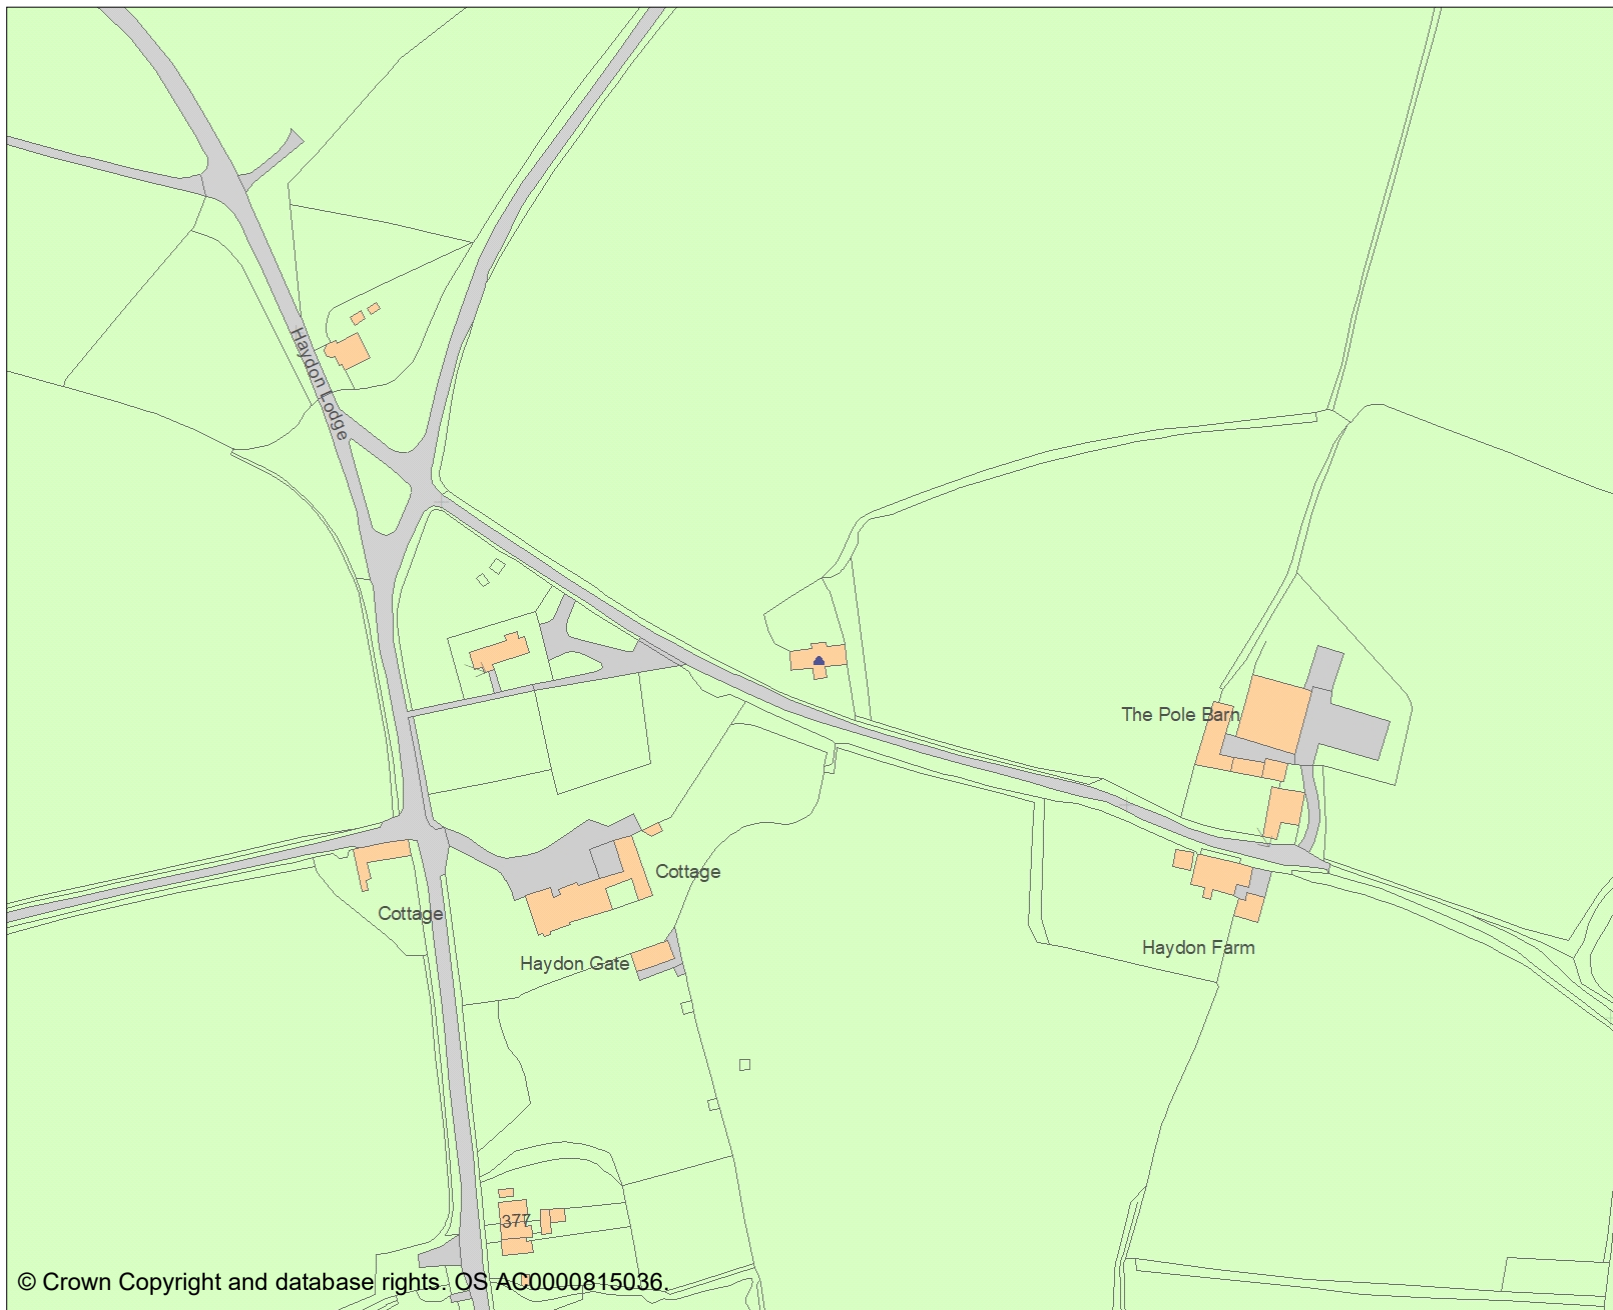 Haydon Lodge
The Pole Barn
Cottage
Cottage
Haydon Gate
Haydon Farm
377
© Crown Copyright and database rights. OS AC0000815036.